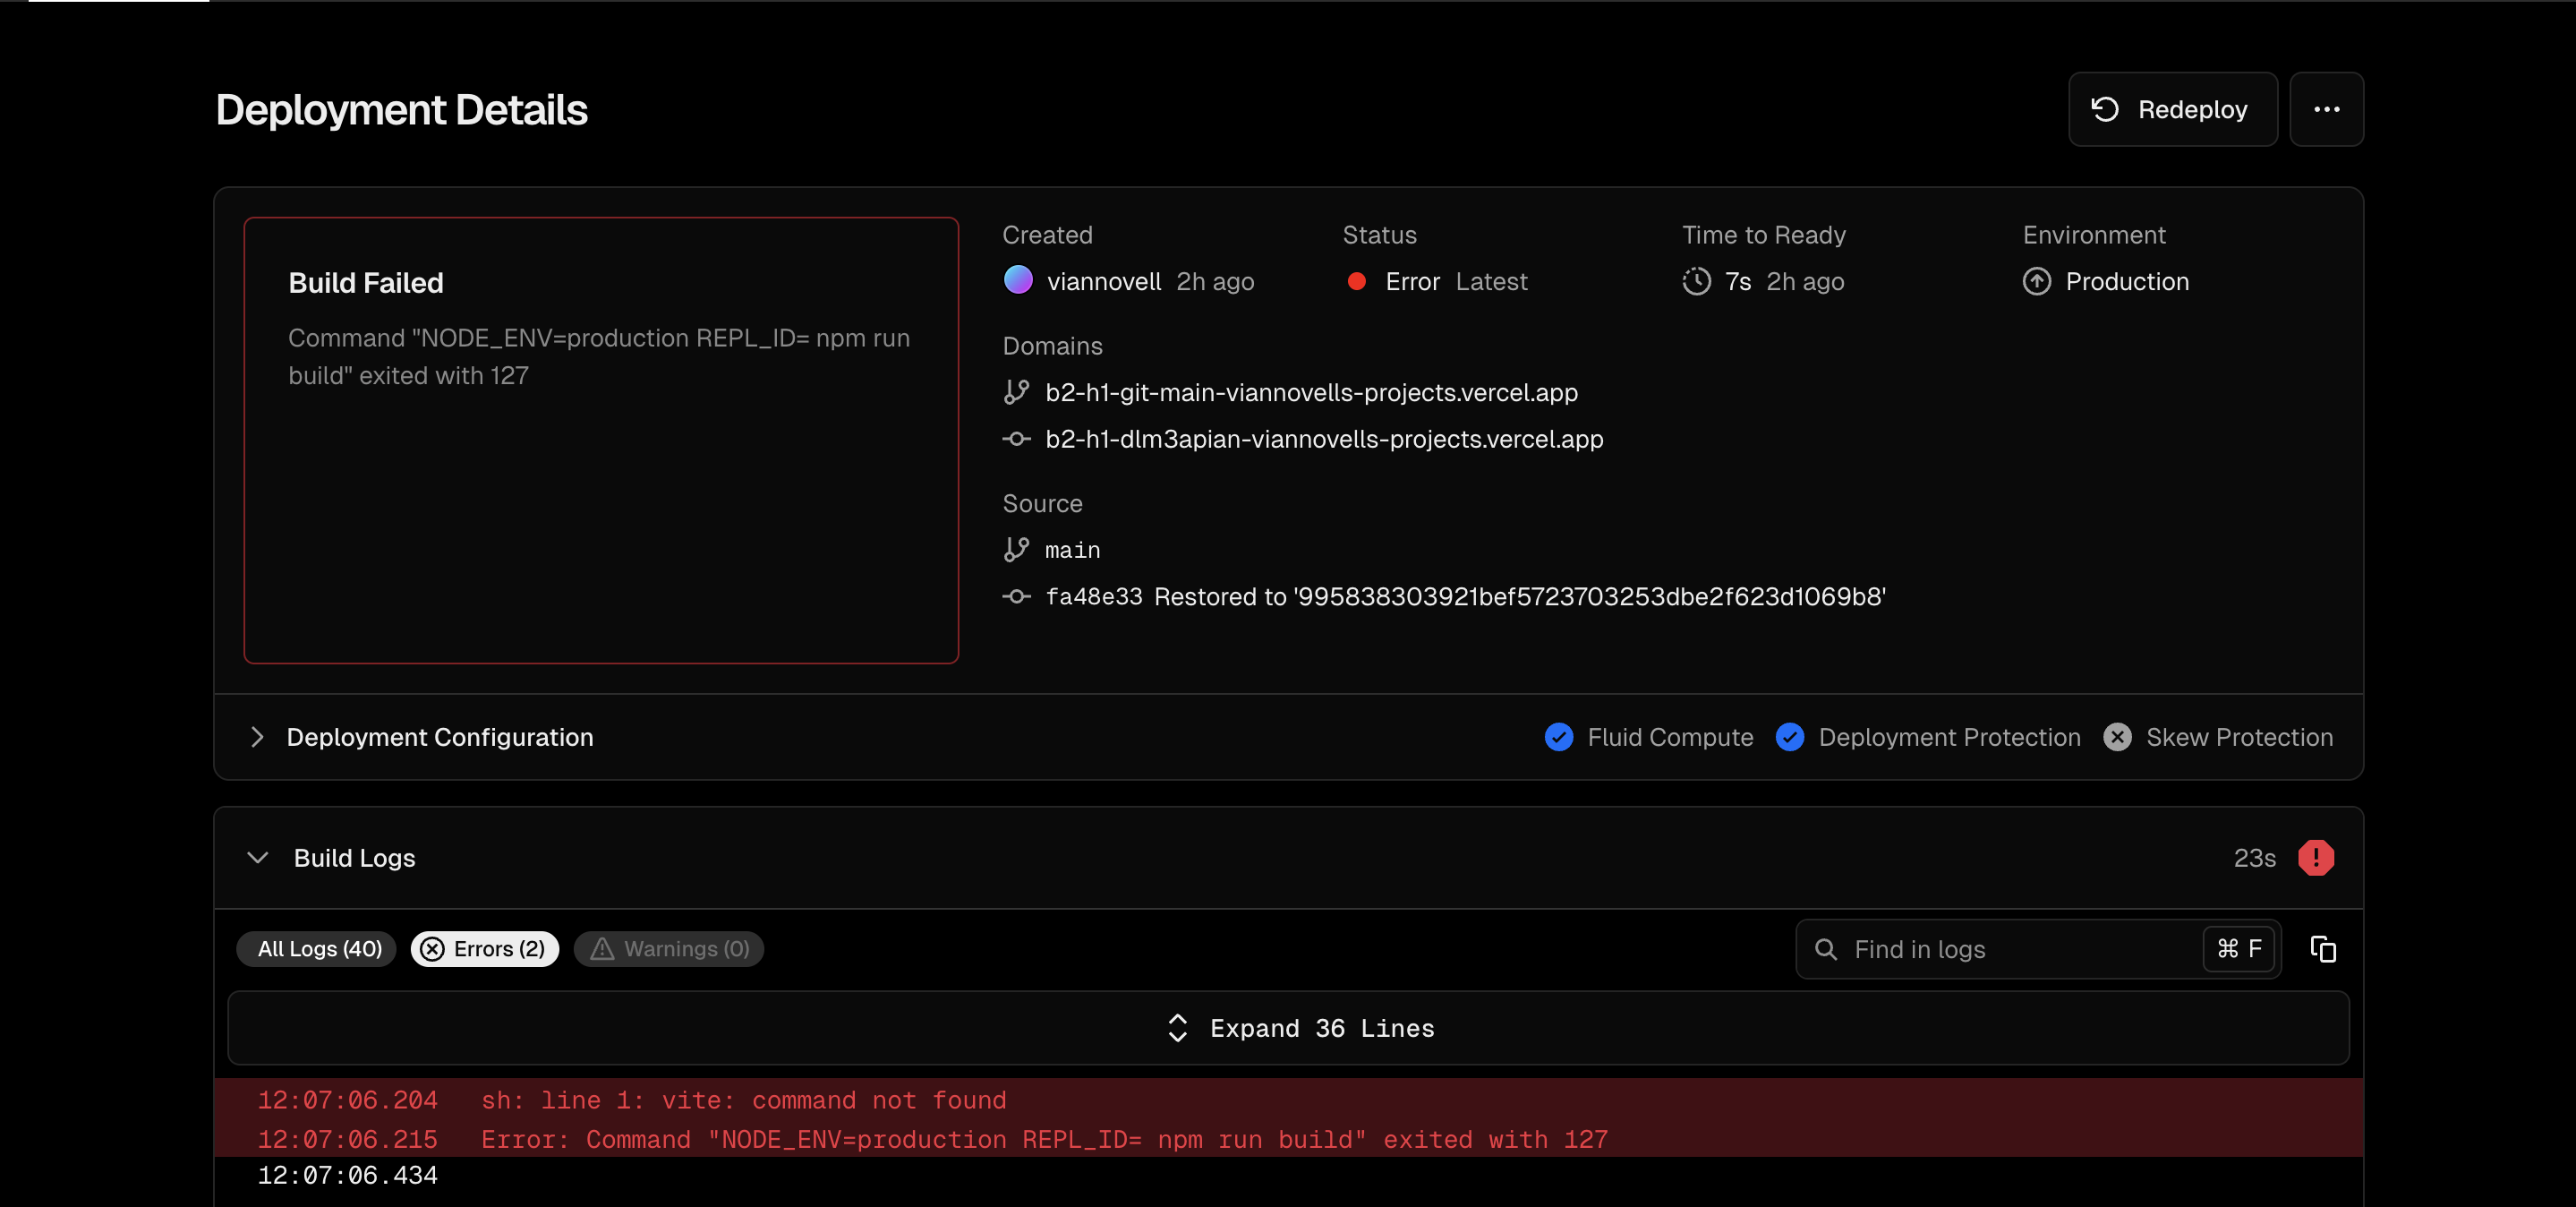 Deployment Details
Redeploy
Build Failed
Command "NODE_ENV=production REPL_ID= npm run
build" exited with 127
Created
viannovell 2h ago
Status
Error Latest
Time to Ready
7s 2h ago
Environment
Production
Domains
b2-h1-git-main-viannovells-projects.vercel.app
b2-h1-dlm3apian-viannovells-projects.vercel.app
Source
main
fa48e33 Restored to '995838303921bef5723703253dbe2f623d1069b8'
Deployment Configuration
Fluid Compute
Deployment Protection
Skew Protection
Build Logs
23s
All Logs (40)
Errors (2)
Warnings (0)
Find in logs
⌘ F
Expand 36 Lines
12:07:06.204 sh: line 1: vite: command not found
12:07:06.215 Error: Command "NODE_ENV=production REPL_ID= npm run build" exited with 127
12:07:06.434